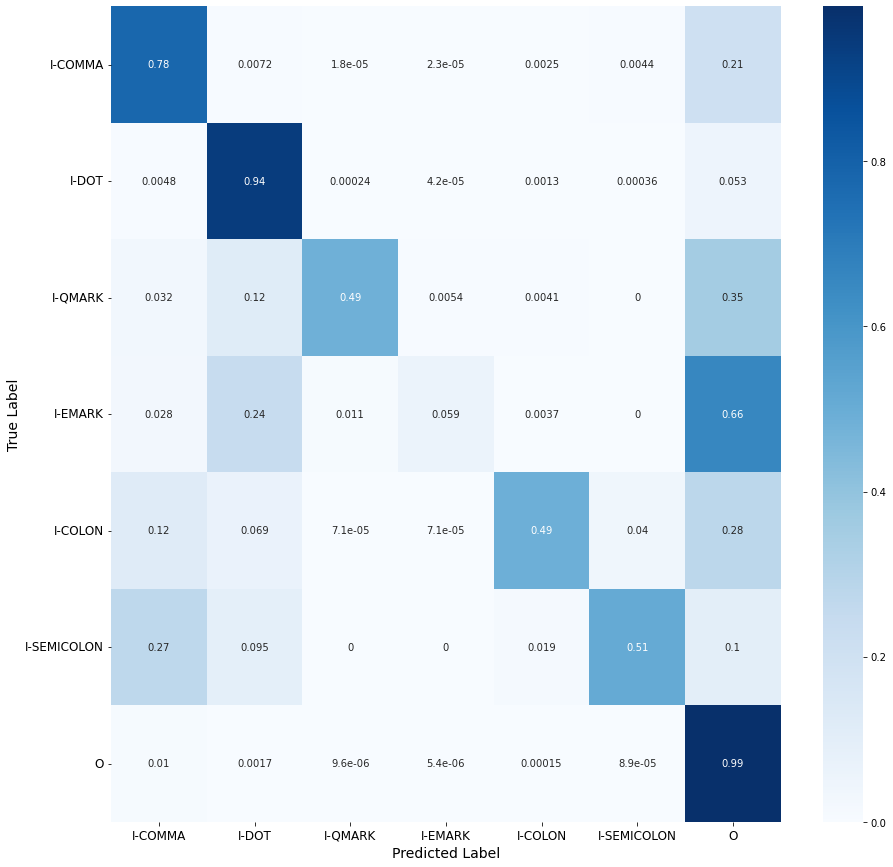 I-COMMA 0.78 0.0072 1.8e-05 2.3e-05 0.0025 0.0044 0.21
I-DOT 0.0048 0.94 0.00024 4.2e-05 0.0013 0.00036 0.053
I-QMARK 0.032 0.12 0.49 0.0054 0.0041 0 0.35
I-EMARK 0.028 0.24 0.011 0.059 0.0037 0 0.66
I-COLON 0.12 0.069 7.1e-05 7.1e-05 0.49 0.04 0.28
I-SEMICOLON 0.27 0.095 0 0 0.019 0.51 0.1
O 0.01 0.0017 9.6e-06 5.4e-06 0.00015 8.9e-05 0.99
I-COMMA I-DOT I-QMARK I-EMARK I-COLON I-SEMICOLON O
Predicted Label
True Label
0.8
0.6
0.4
0.2
0.0